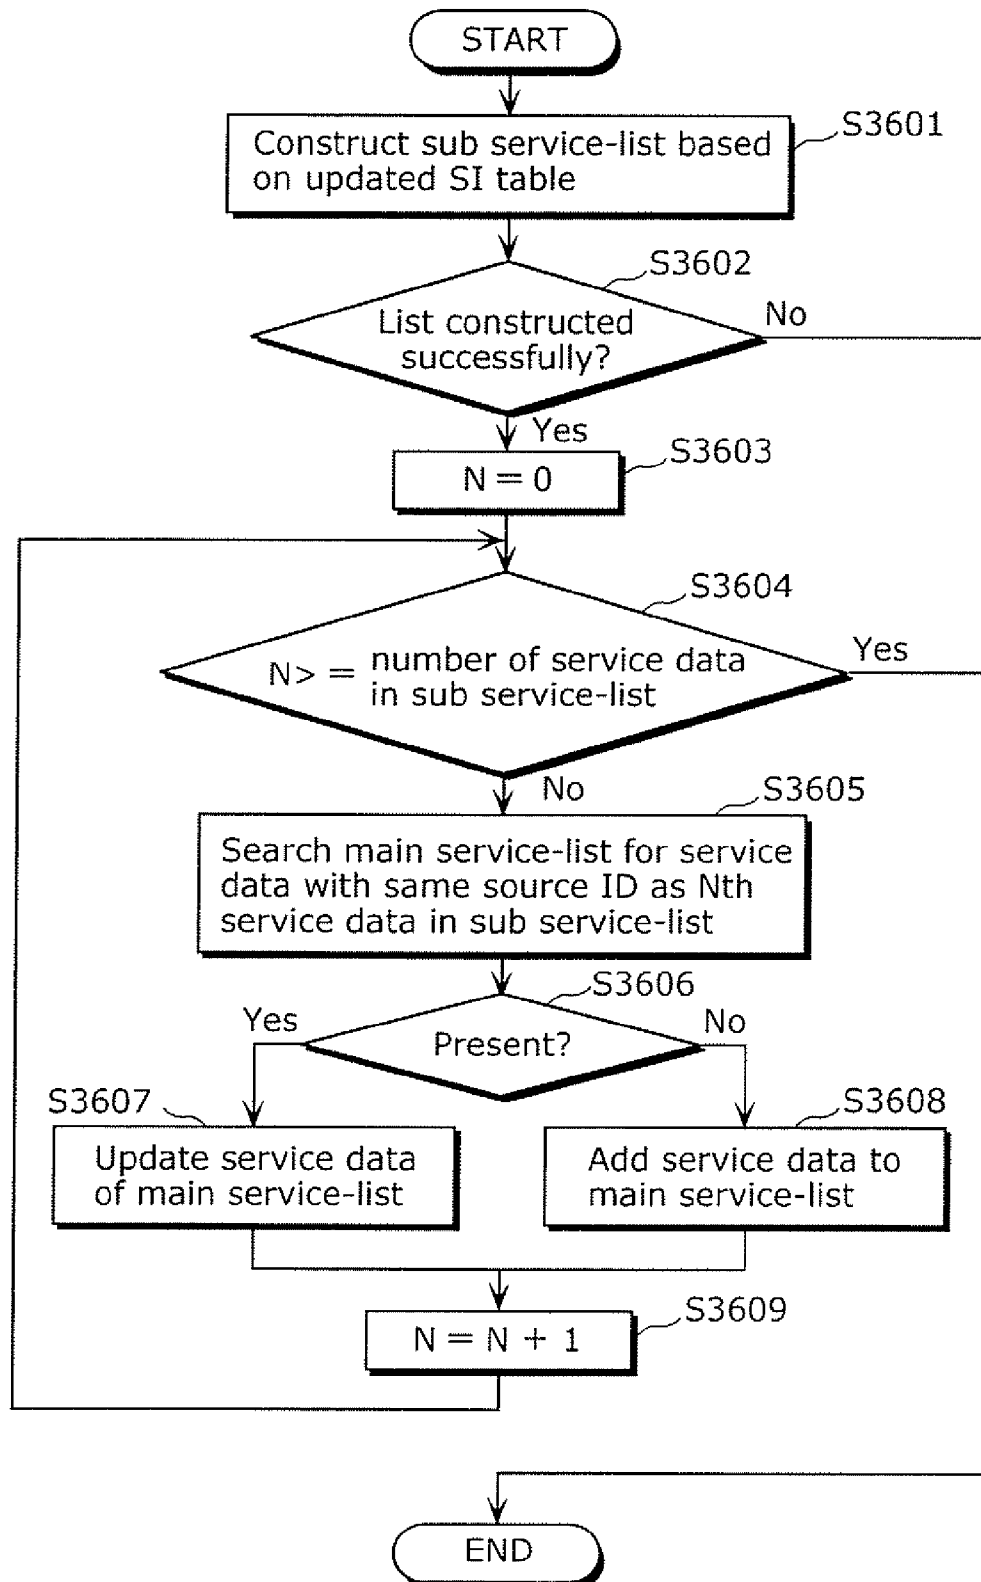 START
S3601
Construct sub service-list based
on updated SI table
S3602
List constructed
successfully?
No
Yes
S3603
N = 0
S3604
N> = number of service data
in sub service-list
Yes
No
S3605
Search main service-list for service
data with same source ID as Nth
service data in sub service-list
S3606
Yes
Present?
No
S3607
Update service data
of main service-list
S3608
Add service data to
main service-list
S3609
N = N + 1
END